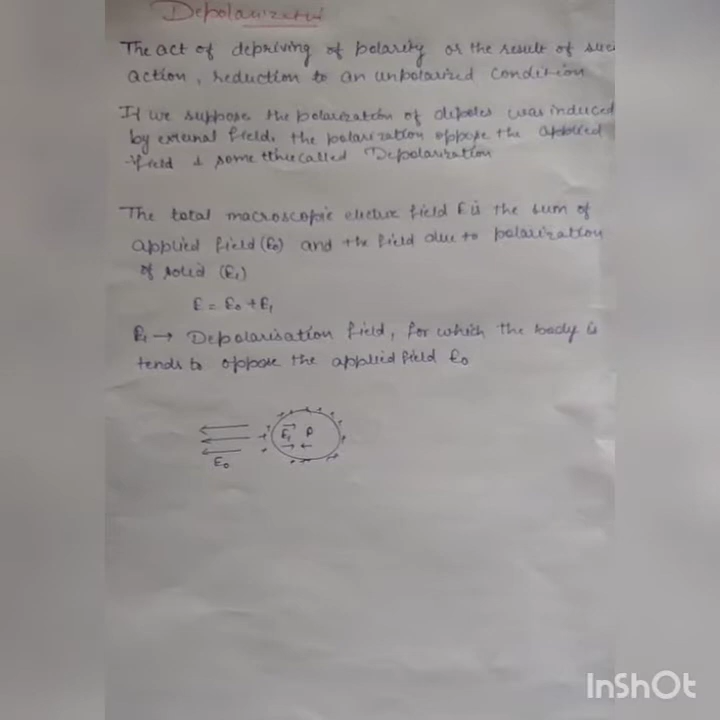 Depolarization
The act of depriving of polarity or the result of suc
action, reduction to an unpolarized condition
If we suppose the polarization of dipoles was induced
by external field, the polarization oppose the applied
field & some time called Depolarization
The total macroscopic electric field E is the sum of
applied field (E₀) and the field due to polarization
of solid (E₁)
E = E₀ + E₁
E₁ → Depolarisation field, for which the body is
tends to oppose the applied field E₀
E₁ P
E₀
InShOt